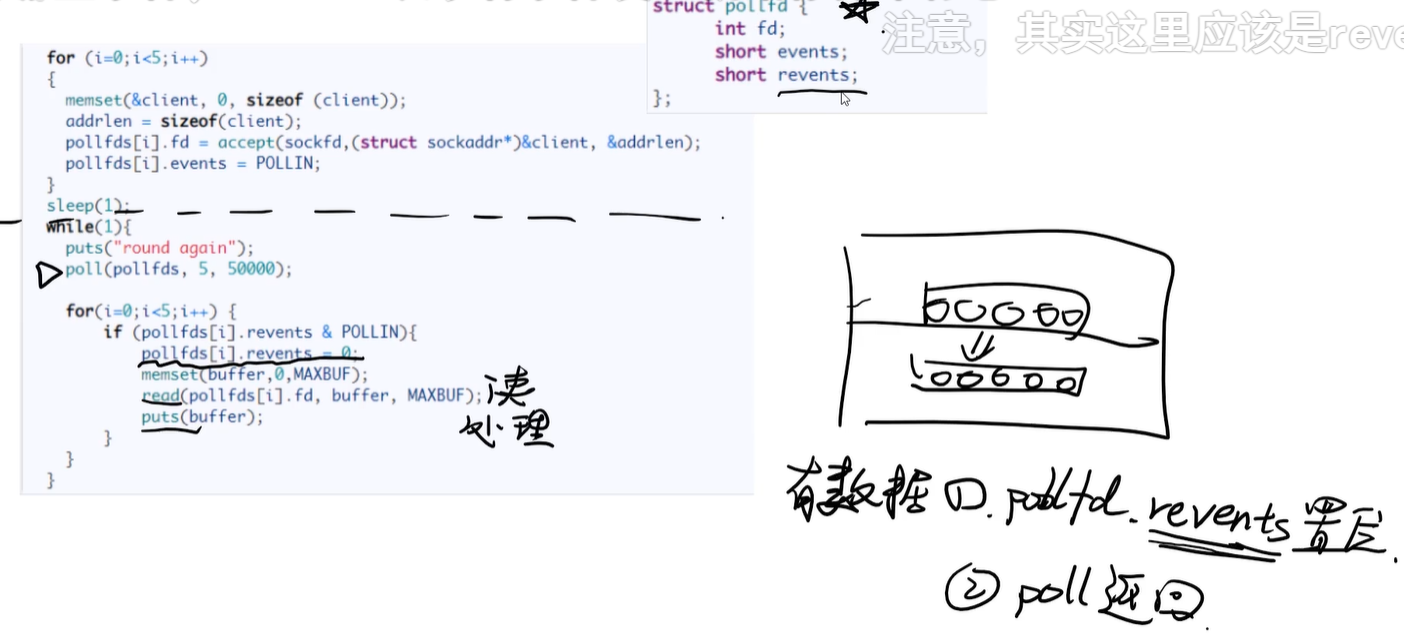 struct pollfd {
int fd;
short events;
short revents;
};
注意，其实这里应该是reve
for (i=0;i<5;i++)
{
memset(&client, 0, sizeof (client));
addrlen = sizeof(client);
pollfds[i].fd = accept(sockfd,(struct sockaddr*)&client, &addrlen);
pollfds[i].events = POLLIN;
}
sleep(1);
while(1){
puts("round again");
poll(pollfds, 5, 50000);
for(i=0;i<5;i++) {
if (pollfds[i].revents & POLLIN){
pollfds[i].revents = 0;
memset(buffer,0,MAXBUF);
read(pollfds[i].fd, buffer, MAXBUF);
puts(buffer);
}
}
}
读
处理
00000
00000
有数据 ①. pollfd.revents 置后.
② poll 返回.